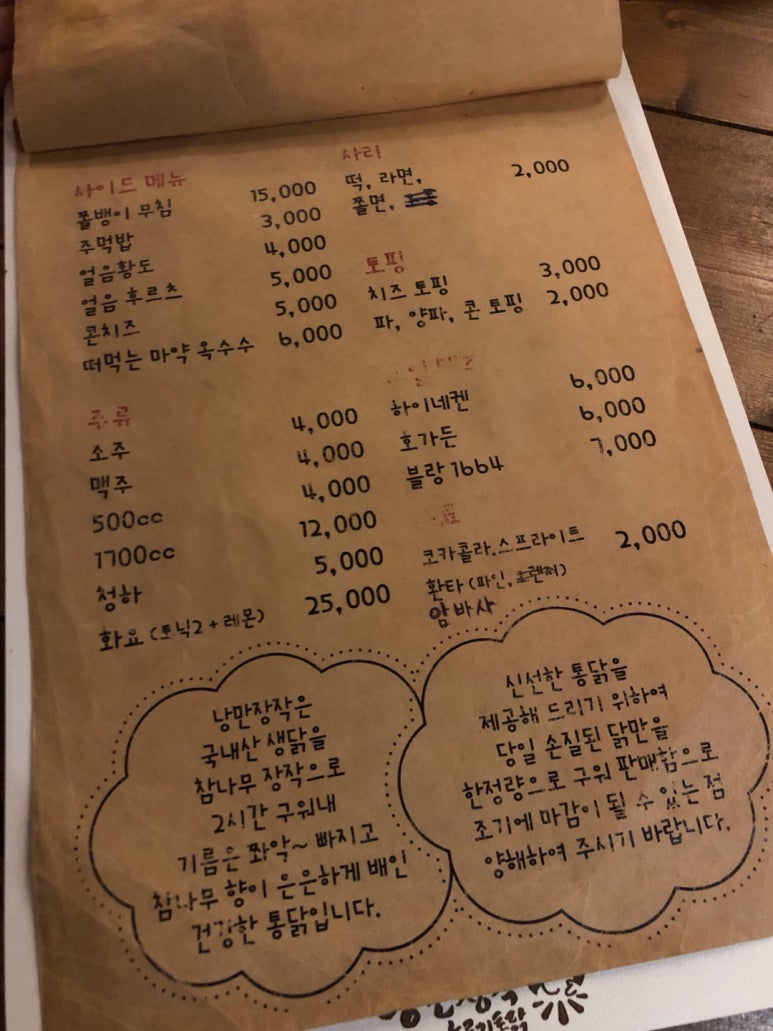 사이드 메뉴
쫄뱅이 무침 15,000
주먹밥 3,000
얼음황도 4,000
얼음 후르츠 5,000
콘치즈 5,000
떠먹는 마약 옥수수 6,000
사리
떡, 라면, 2,000
쫄면,
토핑
치즈 토핑 3,000
파, 양파, 콘 토핑 2,000
주류
소주 4,000
맥주 4,000
500cc 4,000
1700cc 12,000
청하 5,000
화요 (토닉2 + 레몬) 25,000
하이네켄 6,000
호가든 6,000
블랑 1664 7,000
코카콜라.스프라이트 2,000
환타 (파인, 오렌지)
암바사
낭만장작은
국내산 생닭을
참나무 장작으로
2시간 구워내
기름은 쫘악~ 빠지고
참나무 향이 은은하게 배인
건강한 통닭입니다.
신선한 통닭을
제공해 드리기 위하여
당일 손질된 닭만을
한정량으로 구워 판매함으로
조기에 마감이 될 수 있는 점
양해하여 주시기 바랍니다.